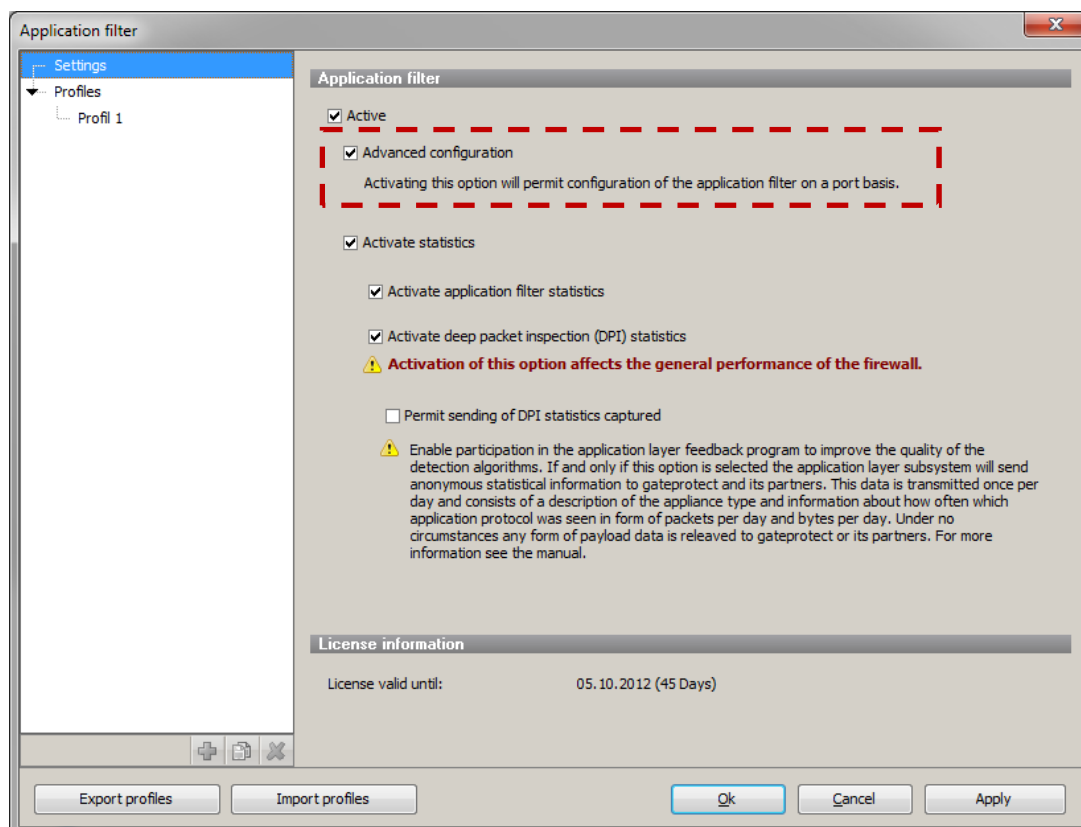 Application filter
Settings
Profiles
Profil 1
Application filter
Active
Advanced configuration
Activating this option will permit configuration of the application filter on a port basis.
Activate statistics
Activate application filter statistics
Activate deep packet inspection (DPI) statistics
Activation of this option affects the general performance of the firewall.
Permit sending of DPI statistics captured
Enable participation in the application layer feedback program to improve the quality of the
detection algorithms. If and only if this option is selected the application layer subsystem will send
anonymous statistical information to gateprotect and its partners. This data is transmitted once per
day and consists of a description of the appliance type and information about how often which
application protocol was seen in form of packets per day and bytes per day. Under no
circumstances any form of payload data is releaved to gateprotect or its partners. For more
information see the manual.
License information
License valid until: 05.10.2012 (45 Days)
Export profiles
Import profiles
Ok
Cancel
Apply